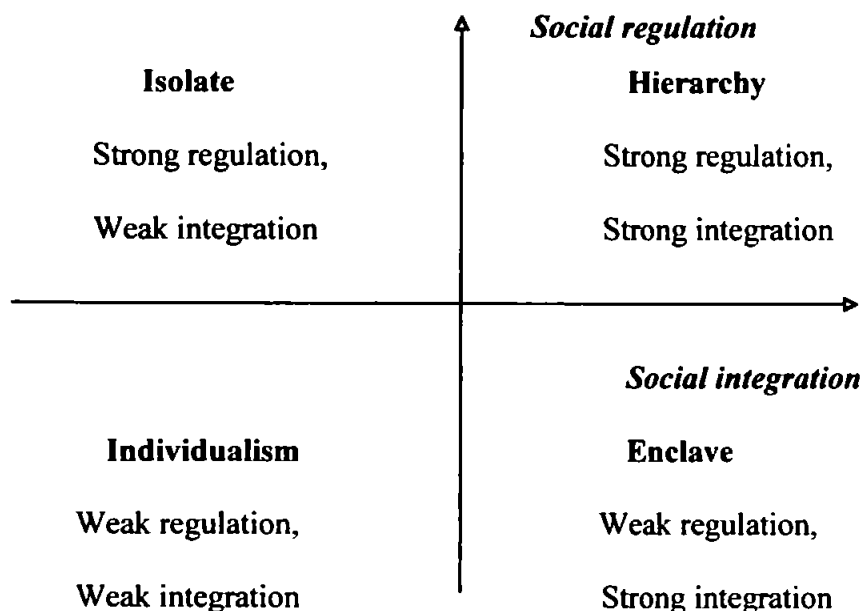 Social regulation
Isolate
Strong regulation,
Weak integration
Hierarchy
Strong regulation,
Strong integration
Social integration
Individualism
Weak regulation,
Weak integration
Enclave
Weak regulation,
Strong integration